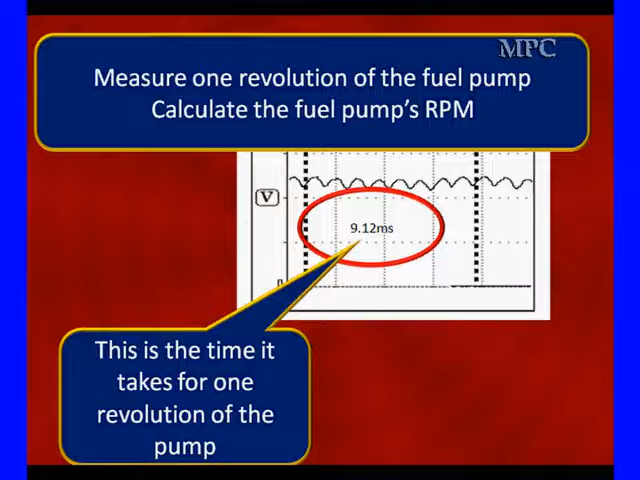 MPC
Measure one revolution of the fuel pump
Calculate the fuel pump's RPM
V
9.12ms
This is the time it
takes for one
revolution of the
pump